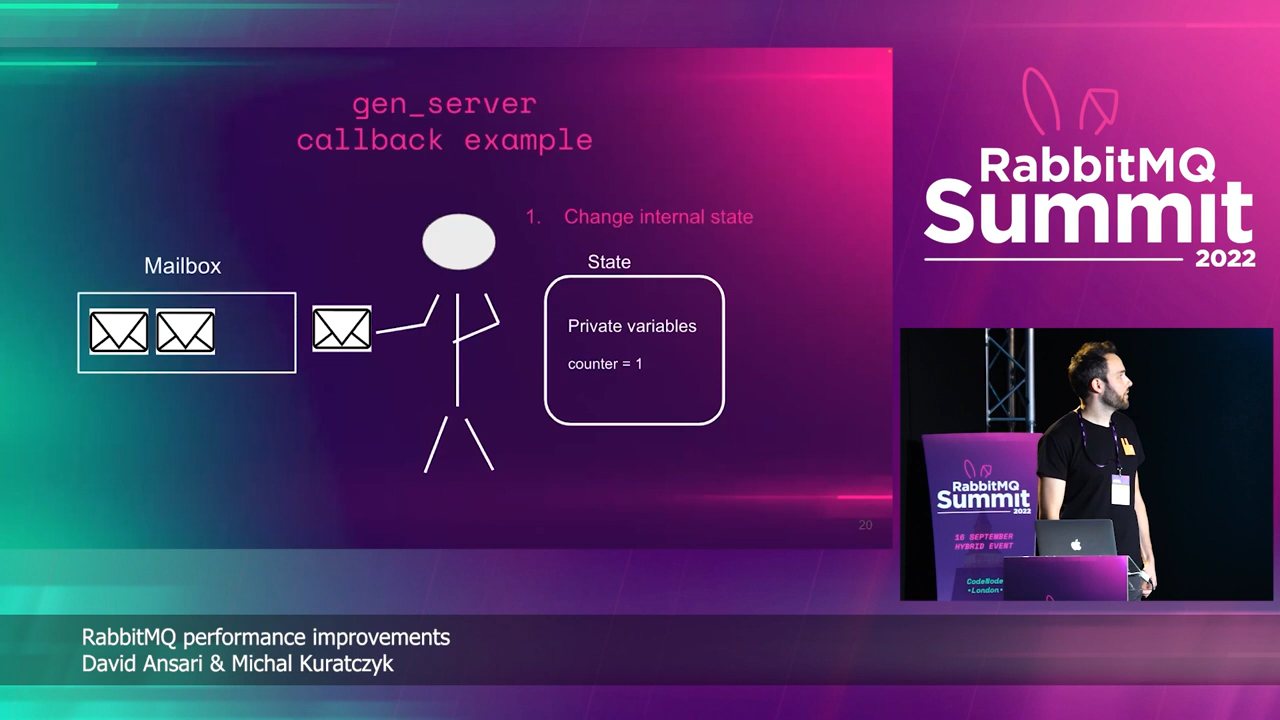 gen_server
callback example
1. Change internal state
Mailbox
State
Private variables
counter = 1
20
RabbitMQ
Summit
2022
RabbitMQ
Summit
2022
16 SEPTEMBER
HYBRID EVENT
CodeNode
•London•
RabbitMQ performance improvements
David Ansari & Michal Kuratczyk